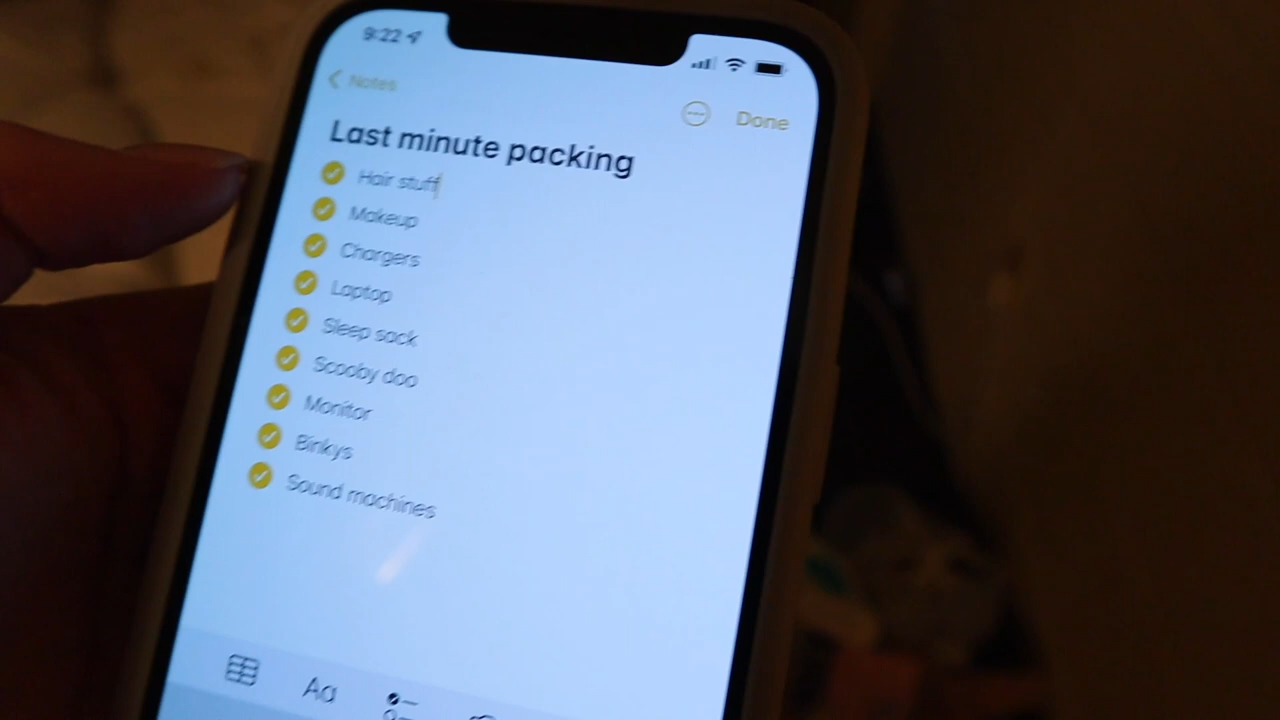 9:22
Notes
Done
Last minute packing
Hair stuff
Makeup
Chargers
Laptop
Sleep sack
Scooby doo
Monitor
Binkys
Sound machines
Aa